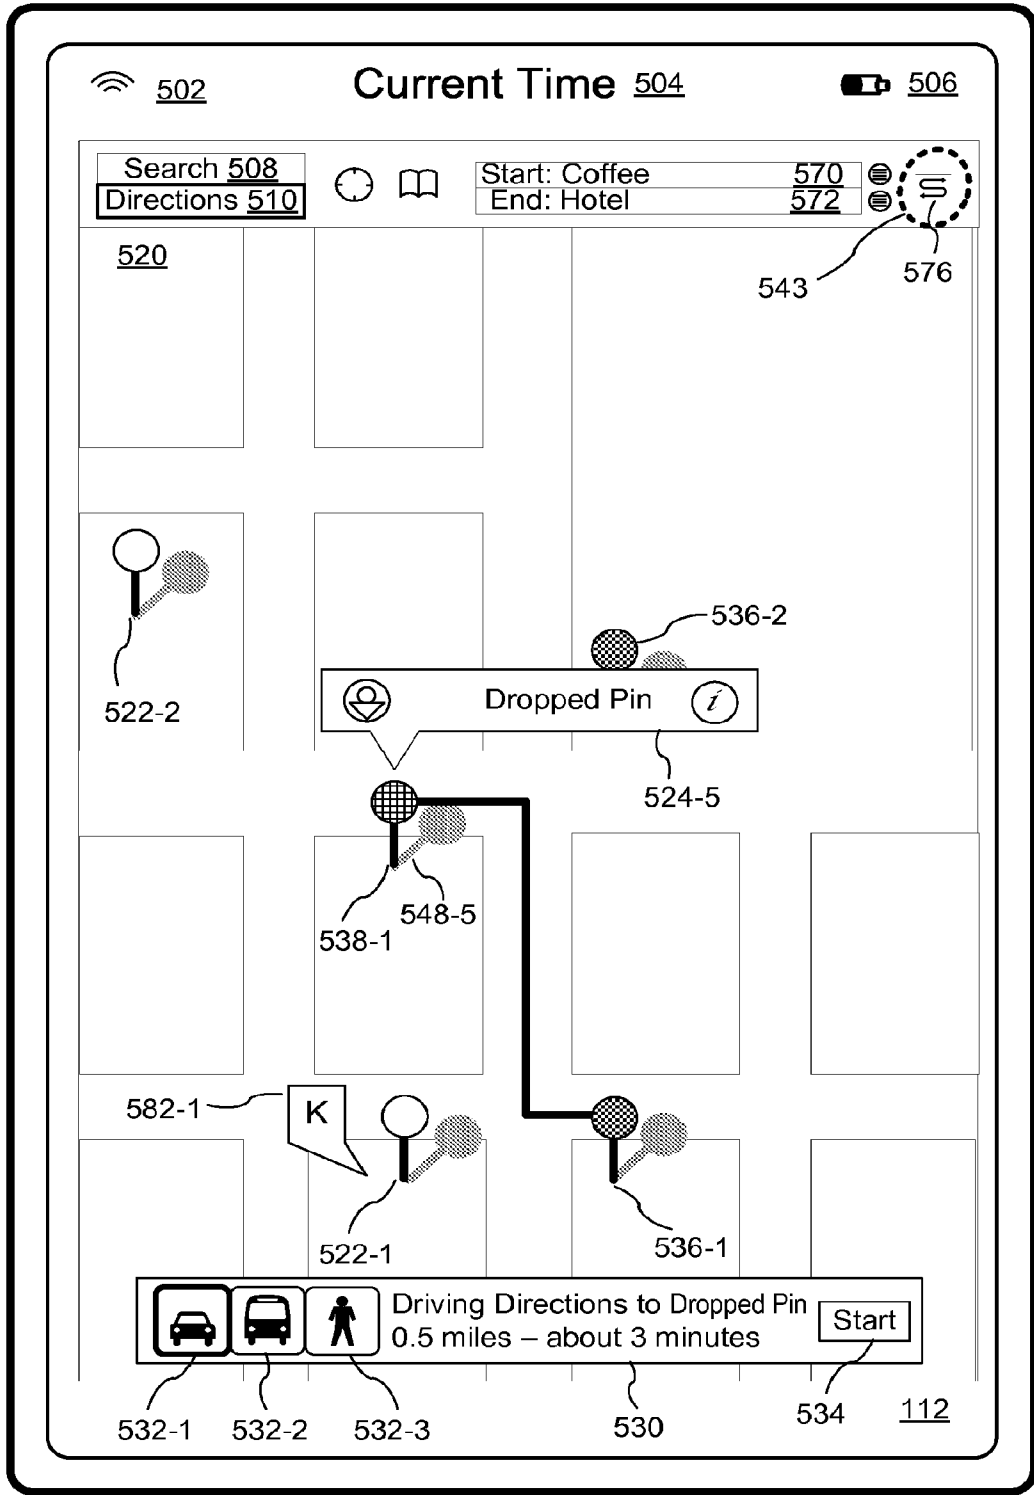 502
Current Time 504
506
Search 508
Directions 510
Start: Coffee 570
End: Hotel 572
520
543
576
536-2
522-2
Dropped Pin i
524-5
548-5
538-1
582-1
K
522-1
536-1
Driving Directions to Dropped Pin
0.5 miles – about 3 minutes
Start
532-1
532-2
532-3
530
534
112